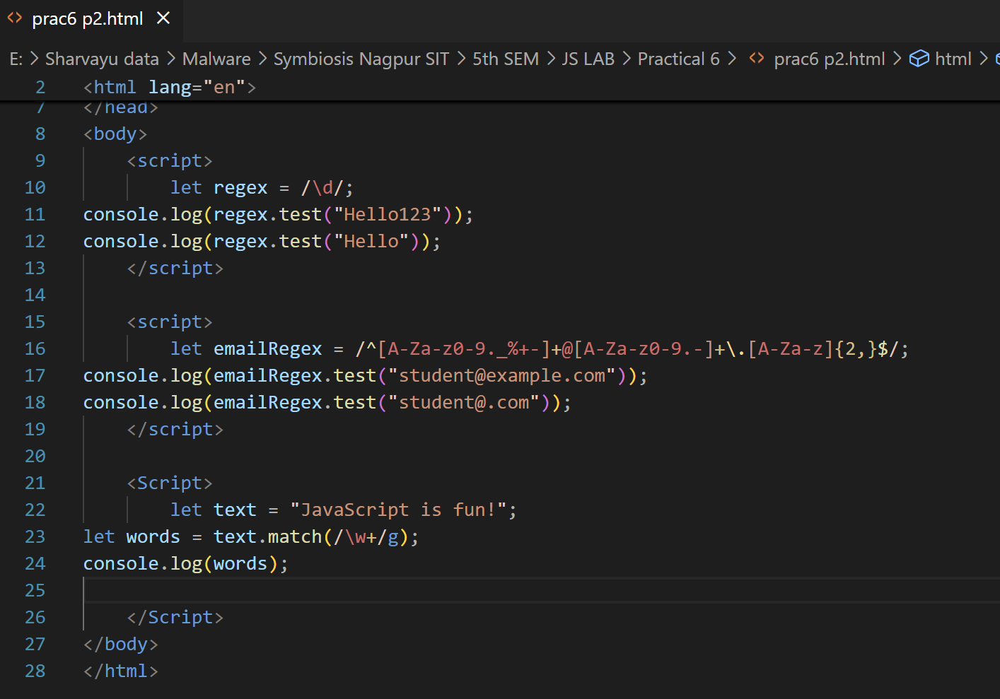 prac6 p2.html
E: > Sharvayu data > Malware > Symbiosis Nagpur SIT > 5th SEM > JS LAB > Practical 6 > prac6 p2.html > html >
2 <html lang="en">
7 </head>
8 <body>
9 <script>
10 let regex = /\d/;
11 console.log(regex.test("Hello123"));
12 console.log(regex.test("Hello"));
13 </script>
14
15 <script>
16 let emailRegex = /^[A-Za-z0-9._%+-]+@[A-Za-z0-9.-]+\.[A-Za-z]{2,}$/;
17 console.log(emailRegex.test("student@example.com"));
18 console.log(emailRegex.test("student@.com"));
19 </script>
20
21 <Script>
22 let text = "JavaScript is fun!";
23 let words = text.match(/\w+/g);
24 console.log(words);
25
26 </Script>
27 </body>
28 </html>